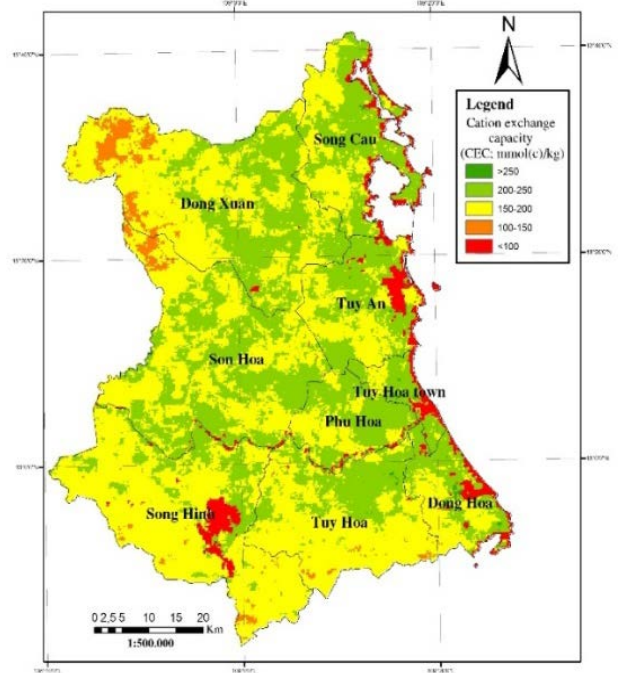 N
Legend
Cation exchange
capacity
(CEC; mmol(c)/kg)
>250
200-250
150-200
100-150
<100
Song Cau
Dong Xuan
Tuy An
Son Hoa
Tuy Hoa town
Phu Hoa
Dong Hoa
Song Hinh
Tuy Hoa
0 2,5 5 10 15 20
Km
1:500.000